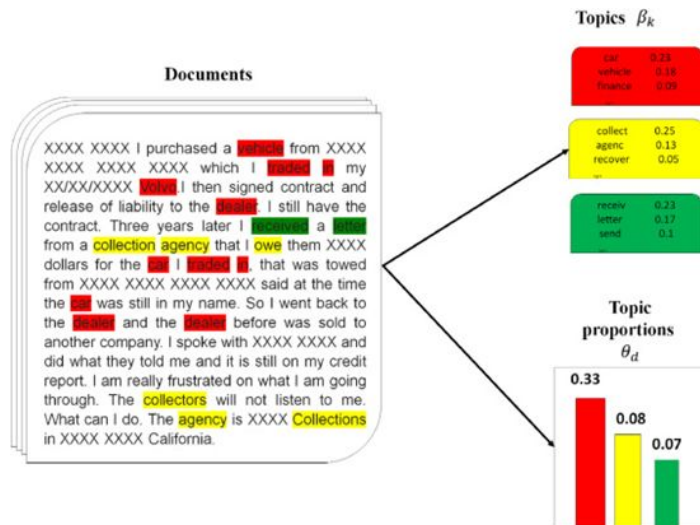 Topics βk
Documents
car 0.23
vehicle 0.18
finance 0.09
...
collect 0.25
agenc 0.13
recover 0.05
...
receiv 0.23
letter 0.17
send 0.1
...
XXXX XXXX I purchased a vehicle from XXXX
XXXX XXXX XXXX which I traded in my
XX/XX/XXXX Volvo.I then signed contract and
release of liability to the dealer. I still have the
contract. Three years later I received a letter
from a collection agency that I owe them XXXX
dollars for the car I traded in, that was towed
from XXXX XXXX XXXX XXXX said at the time
the car was still in my name. So I went back to
the dealer and the dealer before was sold to
another company. I spoke with XXXX XXXX and
did what they told me and it is still on my credit
report. I am really frustrated on what I am going
through. The collectors will not listen to me.
What can I do. The agency is XXXX Collections
in XXXX XXXX California.
Topic
proportions
θd
0.33
0.08
0.07